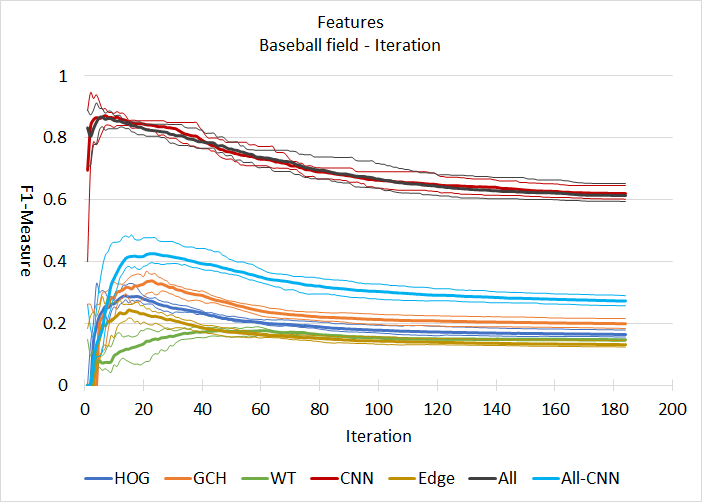 Features
Baseball field - Iteration
1
0.8
0.6
0.4
0.2
0
F1-Measure
0 20 40 60 80 100 120 140 160 180 200
Iteration
HOG GCH WT CNN Edge All All-CNN